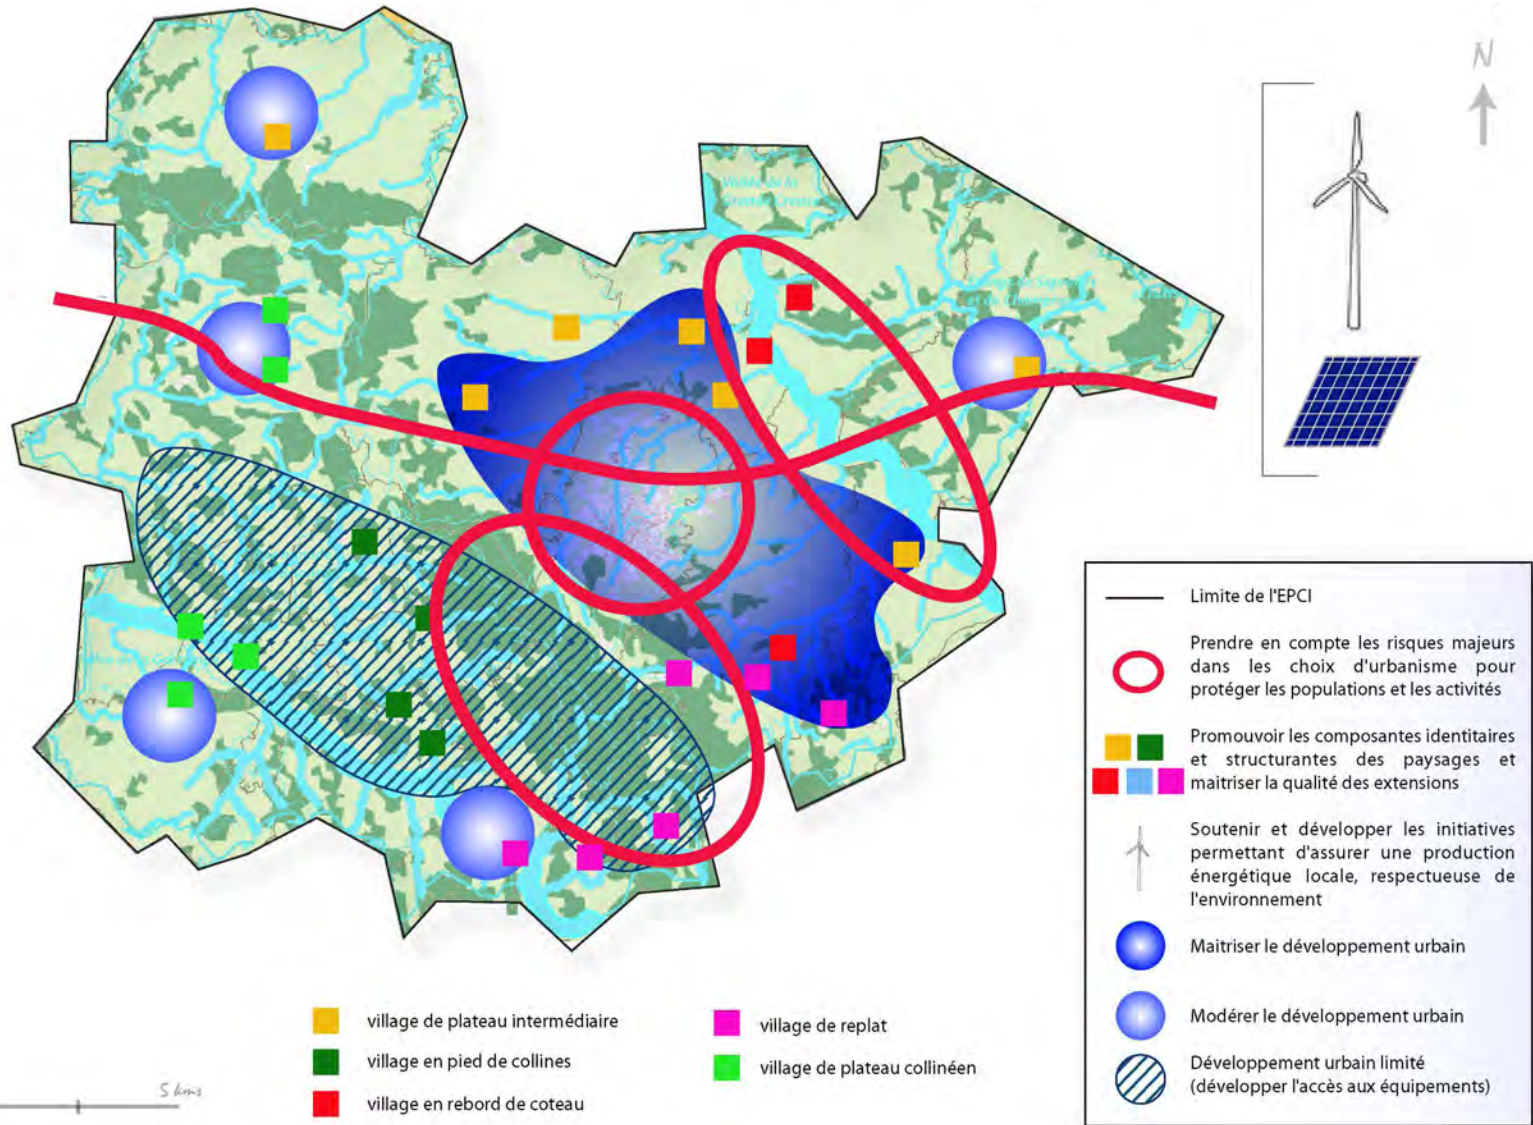 N
Vallée de la
Limite de l'EPCI
Prendre en compte les risques majeurs
dans les choix d'urbanisme pour
protéger les populations et les activités
Promouvoir les composantes identitaires
et structurantes des paysages et
maitriser la qualité des extensions
Soutenir et développer les initiatives
permettant d'assurer une production
énergétique locale, respectueuse de
l'environnement
Maitriser le développement urbain
Modérer le développement urbain
Développement urbain limité
(développer l'accès aux équipements)
village de plateau intermédiaire
village en pied de collines
village en rebord de coteau
village de replat
village de plateau collinéen
5 kms